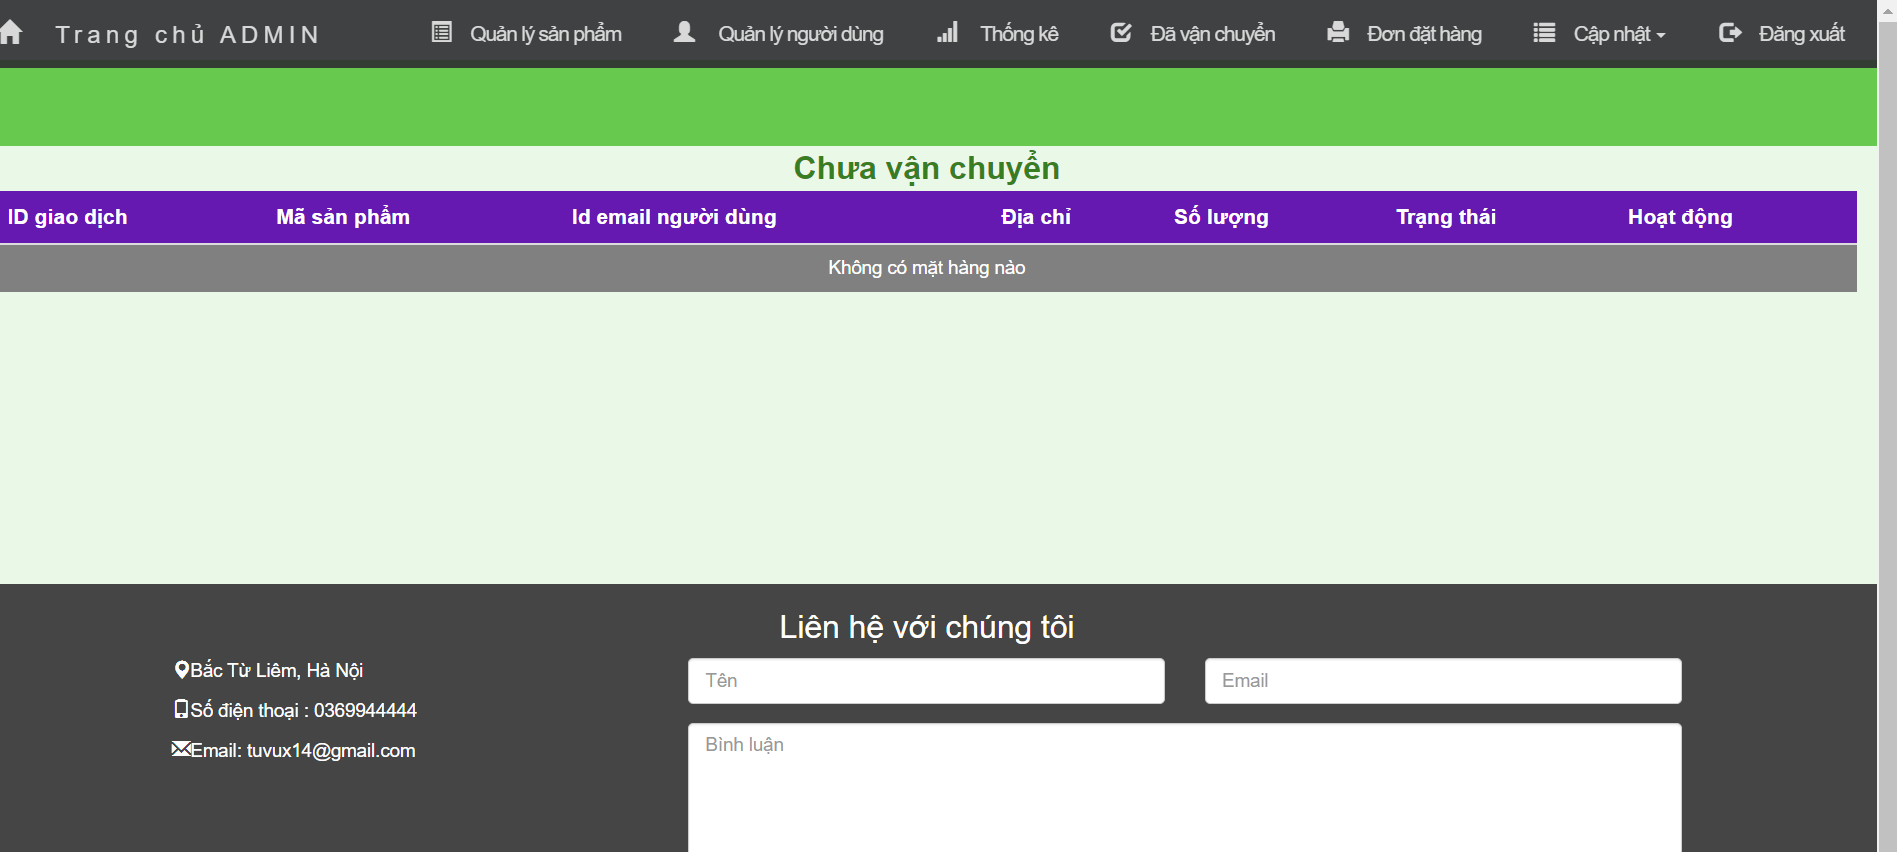 Trang chủ ADMIN Quản lý sản phẩm Quản lý người dùng Thống kê Đã vận chuyển Đơn đặt hàng Cập nhật Đăng xuất
Chưa vận chuyển
ID giao dịch Mã sản phẩm Id email người dùng Địa chỉ Số lượng Trạng thái Hoạt động
Không có mặt hàng nào
Liên hệ với chúng tôi
Bắc Từ Liêm, Hà Nội
Số điện thoại : 0369944444
Email: tuvux14@gmail.com
Tên Email
Bình luận